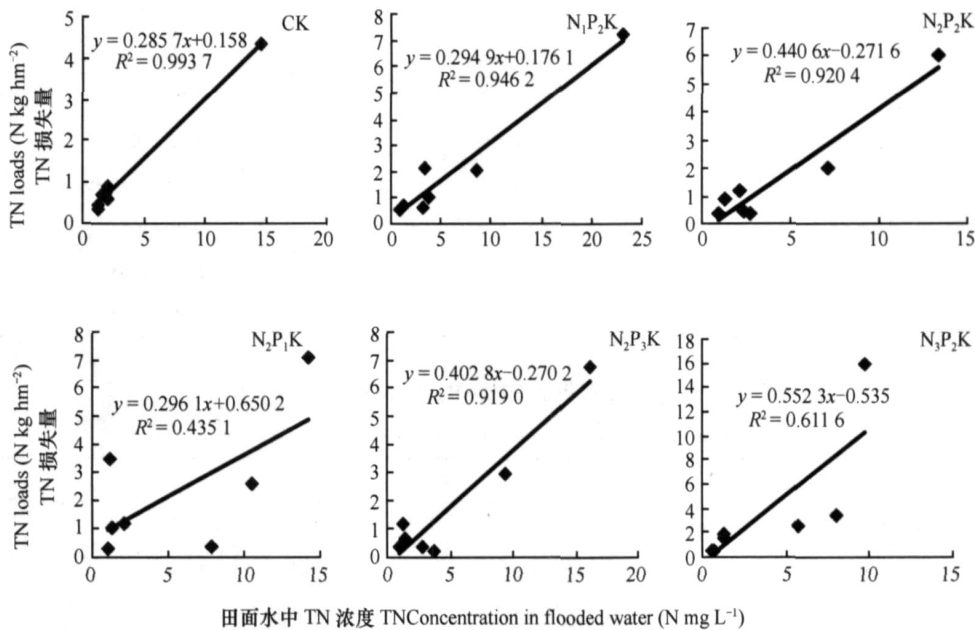 CK
y = 0.285 7x+0.158
R² = 0.993 7
TN loads (N kg hm⁻²)
TN 损失量
5
4
3
2
1
0
0 5 10 15 20
N₁P₂K
y = 0.294 9x+0.176 1
R² = 0.946 2
8
7
6
5
4
3
2
1
0
0 5 10 15 20 25
N₂P₂K
y = 0.440 6x−0.271 6
R² = 0.920 4
8
7
6
5
4
3
2
1
0
0 5 10 15
N₂P₁K
y = 0.296 1x+0.650 2
R² = 0.435 1
TN loads (N kg hm⁻²)
TN 损失量
8
7
6
5
4
3
2
1
0
0 5 10 15
N₂P₃K
y = 0.402 8x−0.270 2
R² = 0.919 0
8
7
6
5
4
3
2
1
0
0 5 10 15 20
N₃P₂K
y = 0.552 3x−0.535
R² = 0.611 6
18
16
14
12
10
8
6
4
2
0
0 5 10 15
田面水中 TN 浓度 TNConcentration in flooded water (N mg L⁻¹)